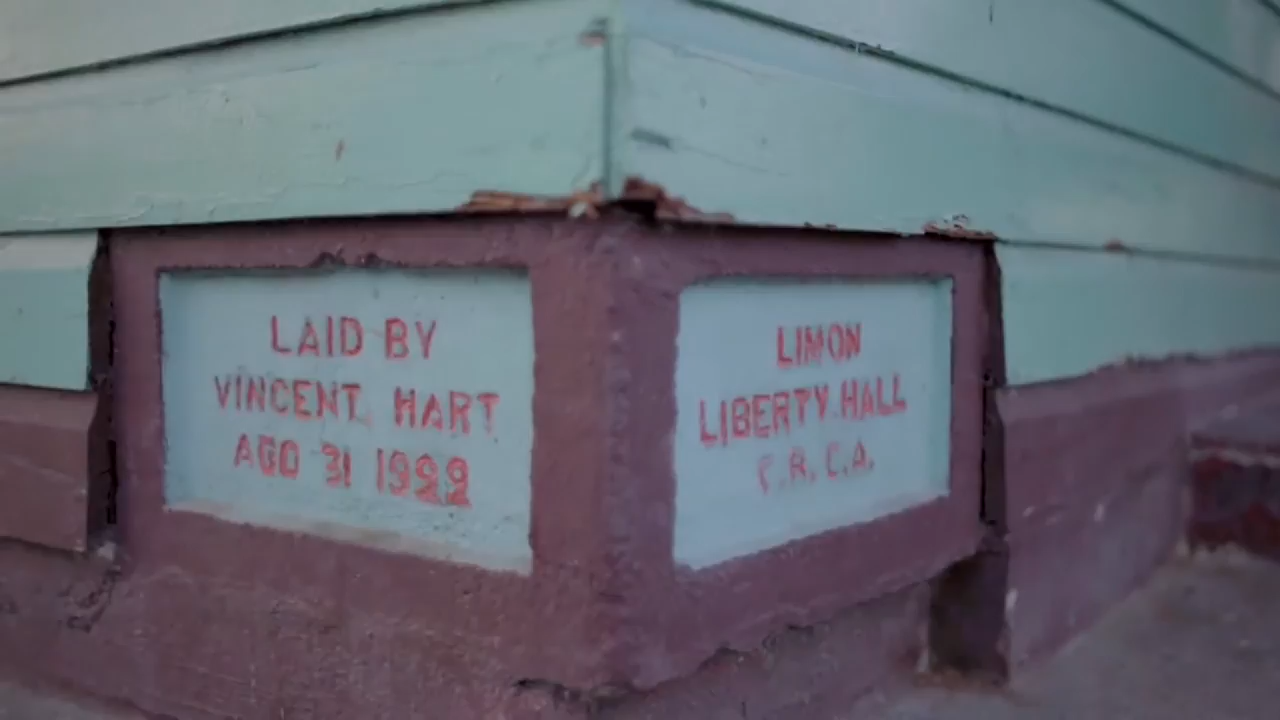 LAID BY
VINCENT HART
AGO 31 1922
LIMON
LIBERTY HALL
C.R. C.A.